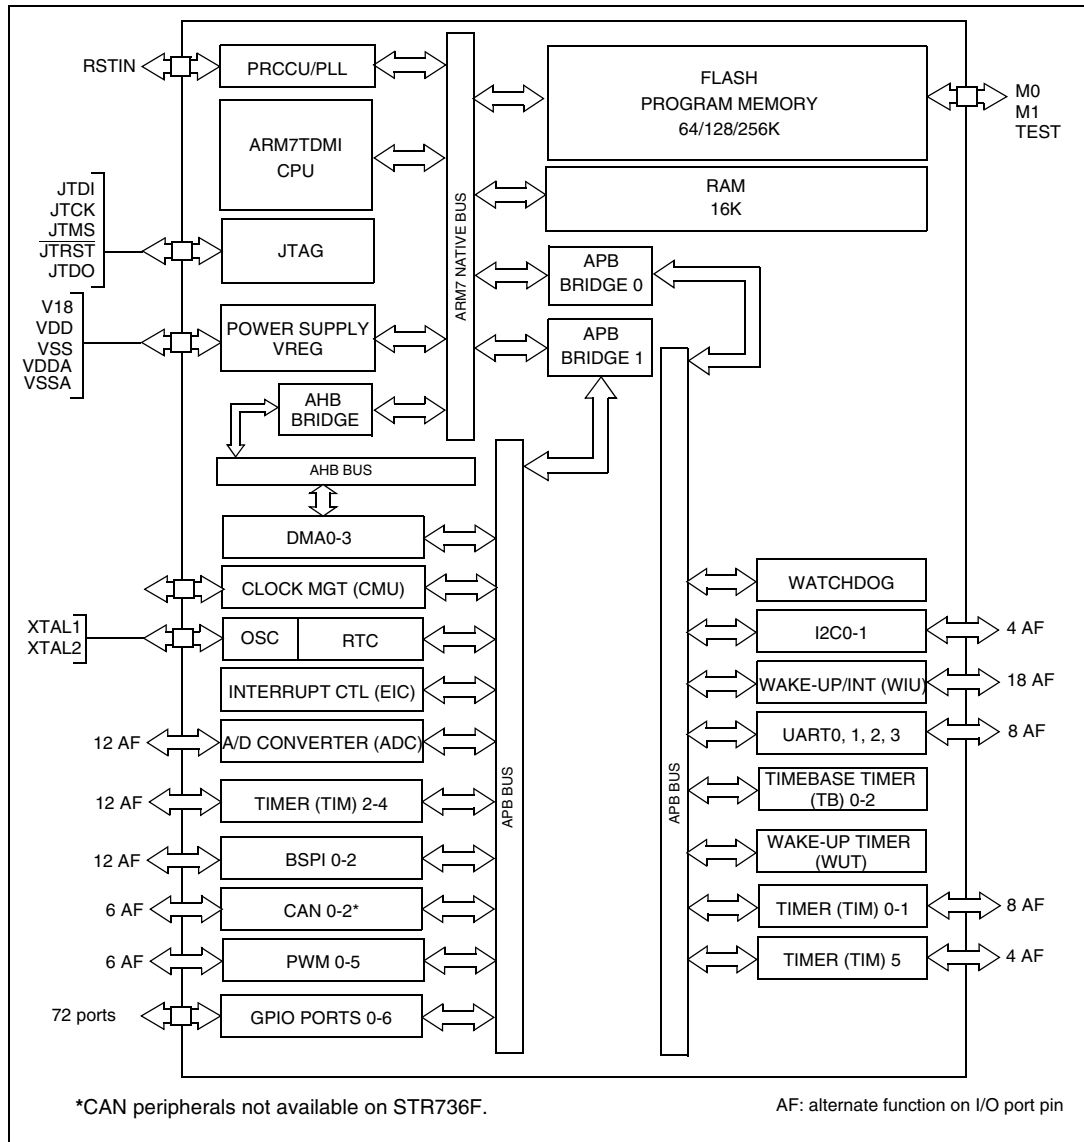 RSTIN
PRCCU/PLL
FLASH
PROGRAM MEMORY
64/128/256K
M0
M1
TEST
ARM7TDMI
CPU
RAM
16K
JTDI
JTCK
JTMS
JTRST
JTDO
JTAG
ARM7 NATIVE BUS
APB
BRIDGE 0
V18
VDD
VSS
VDDA
VSSA
POWER SUPPLY
VREG
APB
BRIDGE 1
AHB
BRIDGE
AHB BUS
DMA0-3
CLOCK MGT (CMU)
XTAL1
XTAL2
OSC
RTC
INTERRUPT CTL (EIC)
12 AF
A/D CONVERTER (ADC)
12 AF
TIMER (TIM) 2-4
12 AF
BSPI 0-2
6 AF
CAN 0-2*
6 AF
PWM 0-5
72 ports
GPIO PORTS 0-6
APB BUS
APB BUS
WATCHDOG
I2C0-1
4 AF
WAKE-UP/INT (WIU)
18 AF
UART0, 1, 2, 3
8 AF
TIMEBASE TIMER
(TB) 0-2
WAKE-UP TIMER
(WUT)
TIMER (TIM) 0-1
8 AF
TIMER (TIM) 5
4 AF
*CAN peripherals not available on STR736F.
AF: alternate function on I/O port pin